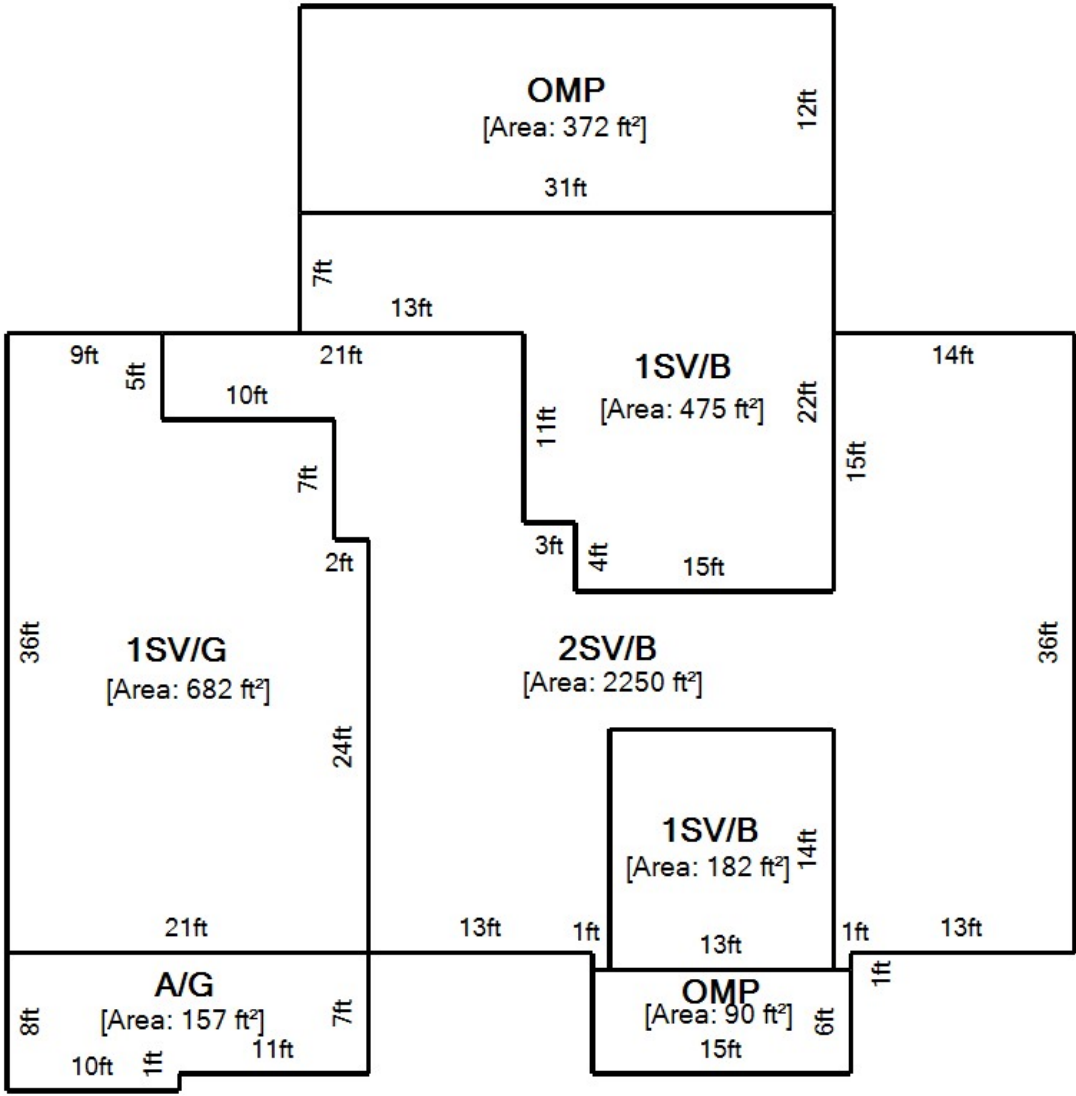 OMP
[Area: 372 ft²]
12ft
31ft
7ft
13ft
9ft
5ft
21ft
10ft
1SV/B
[Area: 475 ft²]
22ft
14ft
11ft
15ft
7ft
2ft
3ft
4ft
15ft
36ft
1SV/G
[Area: 682 ft²]
24ft
2SV/B
[Area: 2250 ft²]
36ft
1SV/B
[Area: 182 ft²]
14ft
21ft
13ft
1ft
13ft
1ft
13ft
1ft
A/G
[Area: 157 ft²]
8ft
7ft
10ft
1ft
11ft
OMP
[Area: 90 ft²]
6ft
15ft